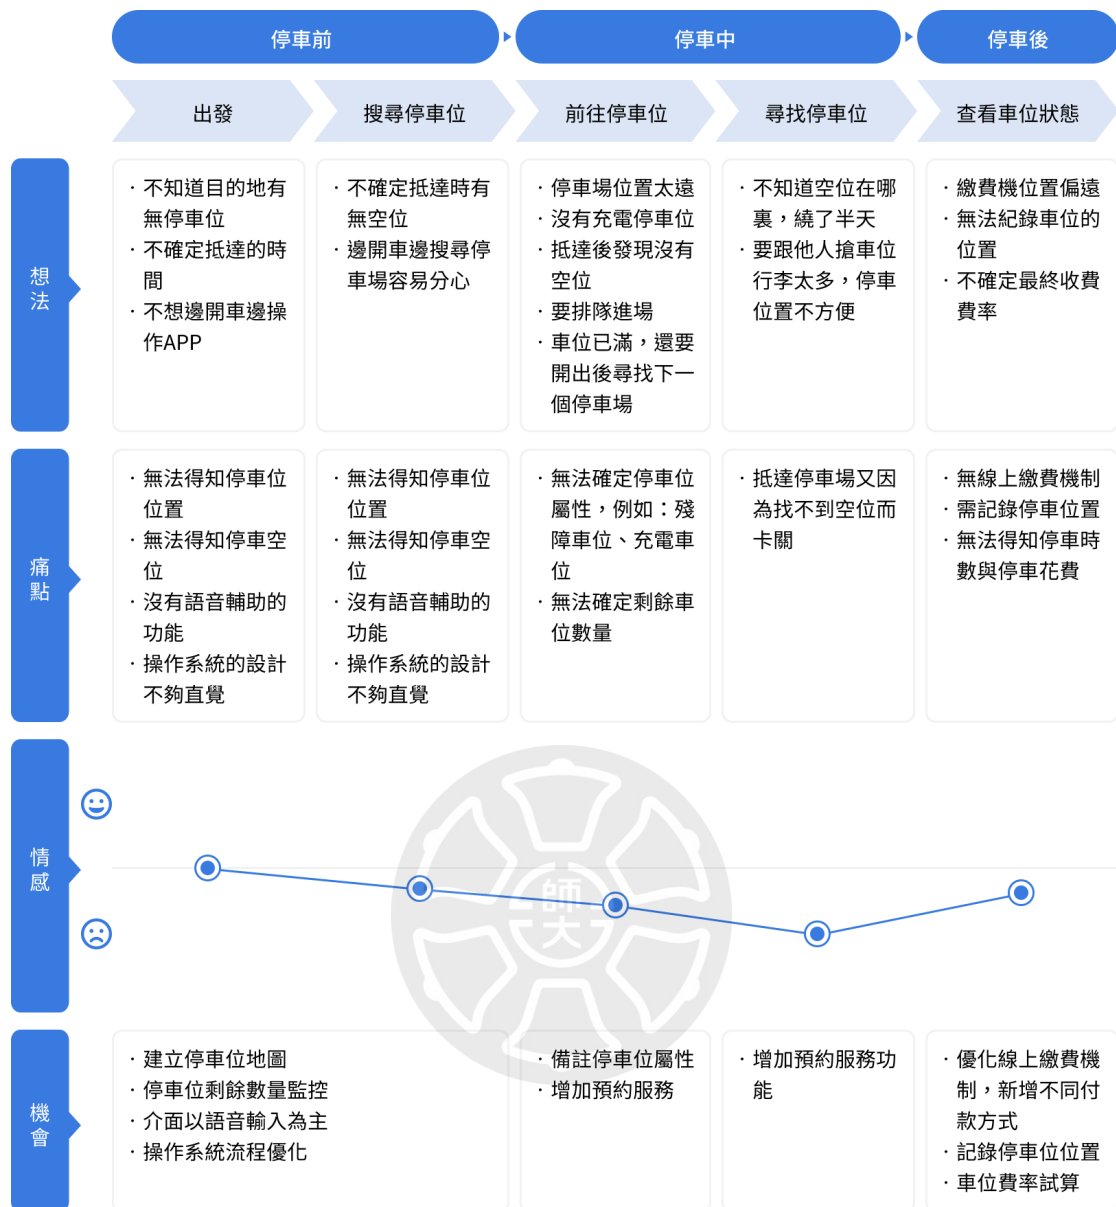 停車前
停車中
停車後
出發
搜尋停車位
前往停車位
尋找停車位
查看車位狀態
想法
· 不知道目的地有
無停車位
· 不確定抵達的時
間
· 不想邊開車邊操
作APP
· 不確定抵達時有
無空位
· 邊開車邊搜尋停
車場容易分心
· 停車場位置太遠
· 沒有充電停車位
· 抵達後發現沒有
空位
· 要排隊進場
· 車位已滿，還要
開出後尋找下一
個停車場
· 不知道空位在哪
裏，繞了半天
· 要跟他人搶車位
行李太多，停車
位置不方便
· 繳費機位置偏遠
· 無法紀錄車位的
位置
· 不確定最終收費
費率
痛點
· 無法得知停車位
位置
· 無法得知停車空
位
· 沒有語音輔助的
功能
· 操作系統的設計
不夠直覺
· 無法得知停車位
位置
· 無法得知停車空
位
· 沒有語音輔助的
功能
· 操作系統的設計
不夠直覺
· 無法確定停車位
屬性，例如：殘
障車位、充電車
位
· 無法確定剩餘車
位數量
· 抵達停車場又因
為找不到空位而
卡關
· 無線上繳費機制
· 需記錄停車位置
· 無法得知停車時
數與停車花費
情感
師
大
機會
· 建立停車位地圖
· 停車位剩餘數量監控
· 介面以語音輸入為主
· 操作系統流程優化
· 備註停車位屬性
· 增加預約服務
· 增加預約服務功
能
· 優化線上繳費機
制，新增不同付
款方式
· 記錄停車位位置
· 車位費率試算